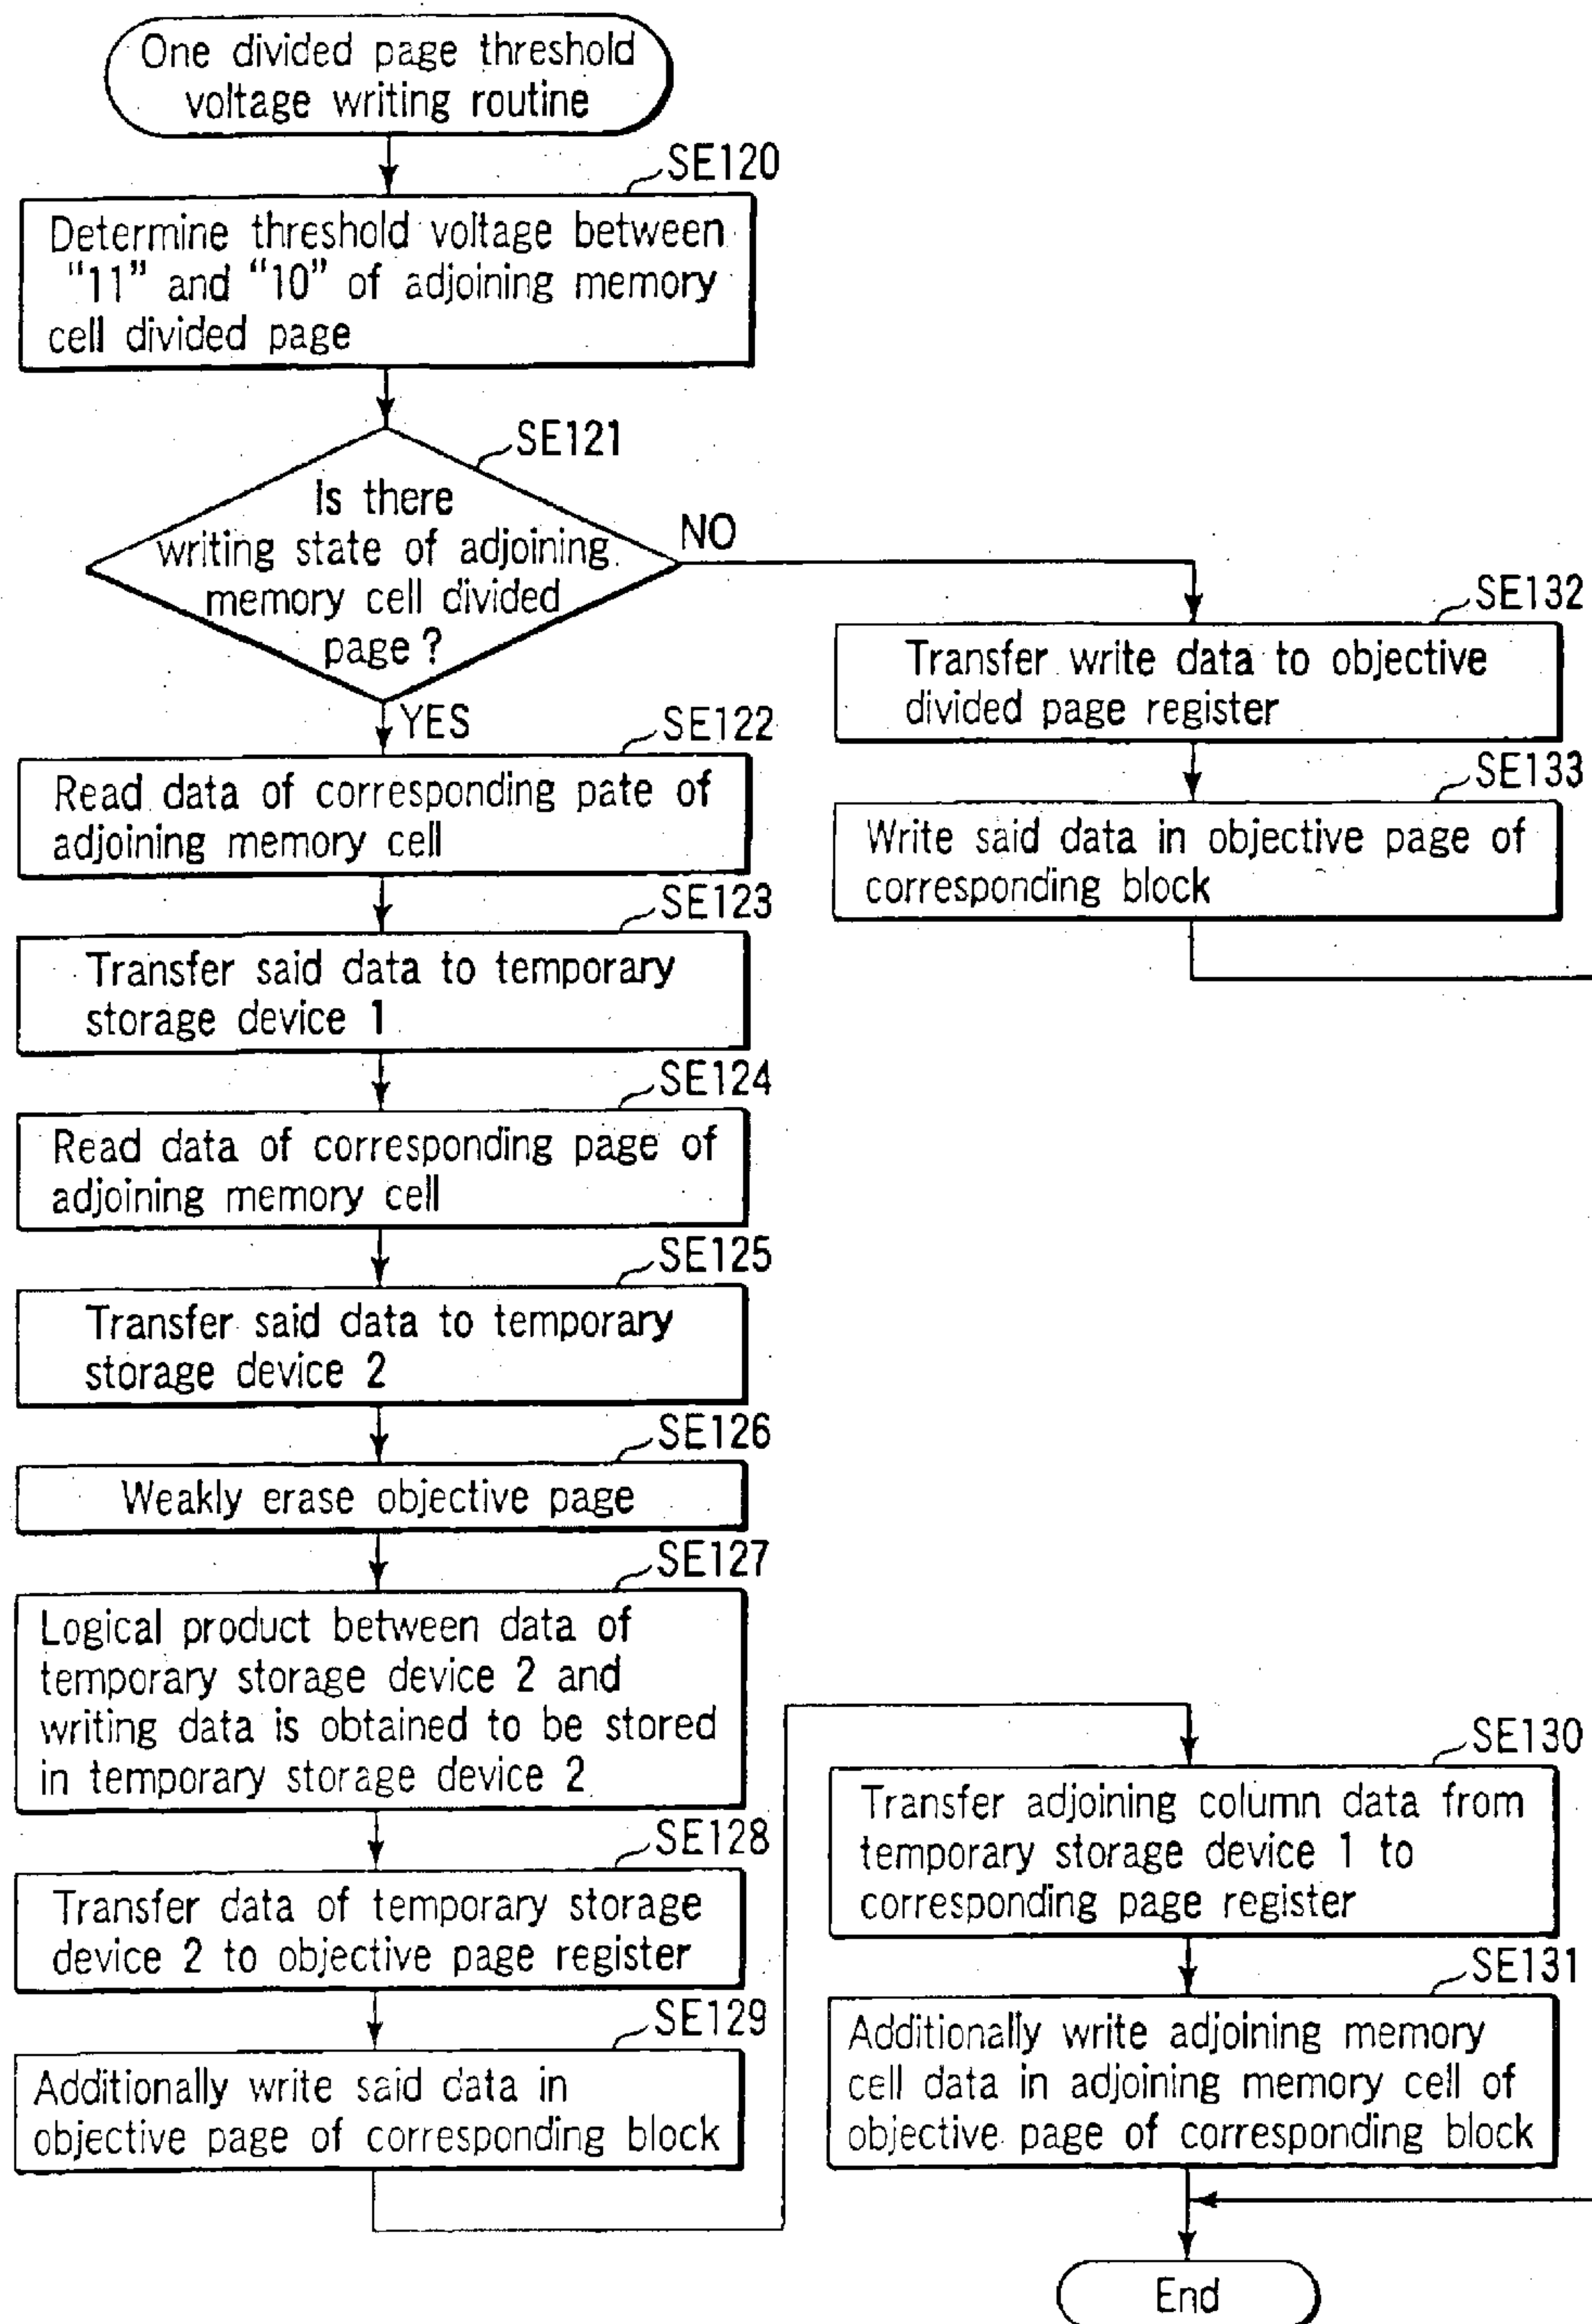 One divided page threshold
voltage writing routine
SE120
Determine threshold voltage between
"11" and "10" of adjoining memory
cell divided page
SE121
Is there
writing state of adjoining
memory cell divided
page ?
NO
YES
SE122
Read data of corresponding pate of
adjoining memory cell
SE123
Transfer said data to temporary
storage device 1
SE124
Read data of corresponding page of
adjoining memory cell
SE125
Transfer said data to temporary
storage device 2
SE126
Weakly erase objective page
SE127
Logical product between data of
temporary storage device 2 and
writing data is obtained to be stored
in temporary storage device 2
SE128
Transfer data of temporary storage
device 2 to objective page register
SE129
Additionally write said data in
objective page of corresponding block
SE132
Transfer write data to objective
divided page register
SE133
Write said data in objective page of
corresponding block
SE130
Transfer adjoining column data from
temporary storage device 1 to
corresponding page register
SE131
Additionally write adjoining memory
cell data in adjoining memory cell of
objective page of corresponding block
End